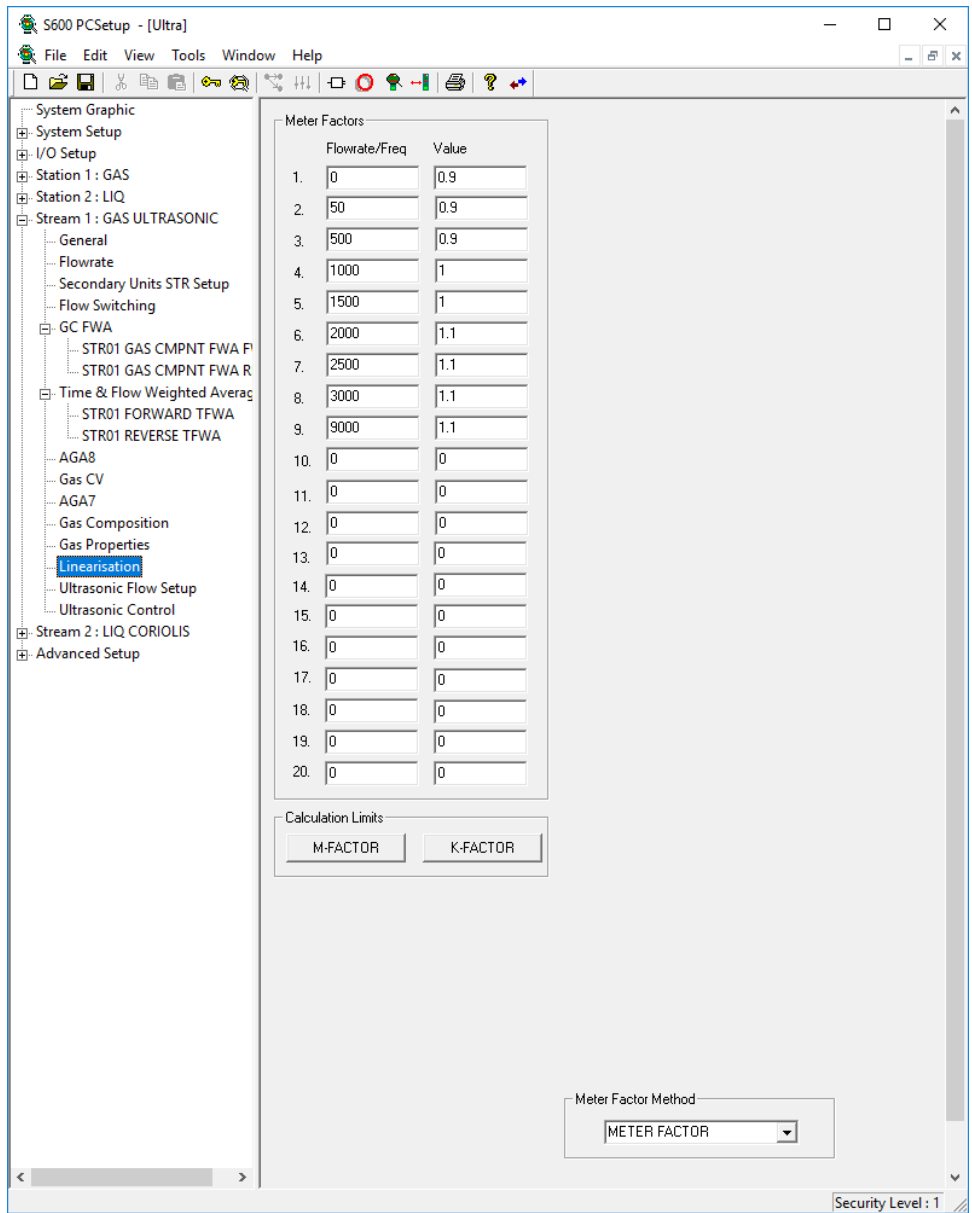 S600 PCSetup - [Ultra]
File Edit View Tools Window Help
System Graphic
System Setup
I/O Setup
Station 1 : GAS
Station 2 : LIQ
Stream 1 : GAS ULTRASONIC
General
Flowrate
Secondary Units STR Setup
Flow Switching
GC FWA
STR01 GAS CMPNT FWA F
STR01 GAS CMPNT FWA R
Time & Flow Weighted Averag
STR01 FORWARD TFWA
STR01 REVERSE TFWA
AGA8
Gas CV
AGA7
Gas Composition
Gas Properties
Linearisation
Ultrasonic Flow Setup
Ultrasonic Control
Stream 2 : LIQ CORIOLIS
Advanced Setup
Meter Factors
Flowrate/Freq Value
1. 0 0.9
2. 50 0.9
3. 500 0.9
4. 1000 1
5. 1500 1
6. 2000 1.1
7. 2500 1.1
8. 3000 1.1
9. 9000 1.1
10. 0 0
11. 0 0
12. 0 0
13. 0 0
14. 0 0
15. 0 0
16. 0 0
17. 0 0
18. 0 0
19. 0 0
20. 0 0
Calculation Limits
M-FACTOR K-FACTOR
Meter Factor Method
METER FACTOR
Security Level : 1